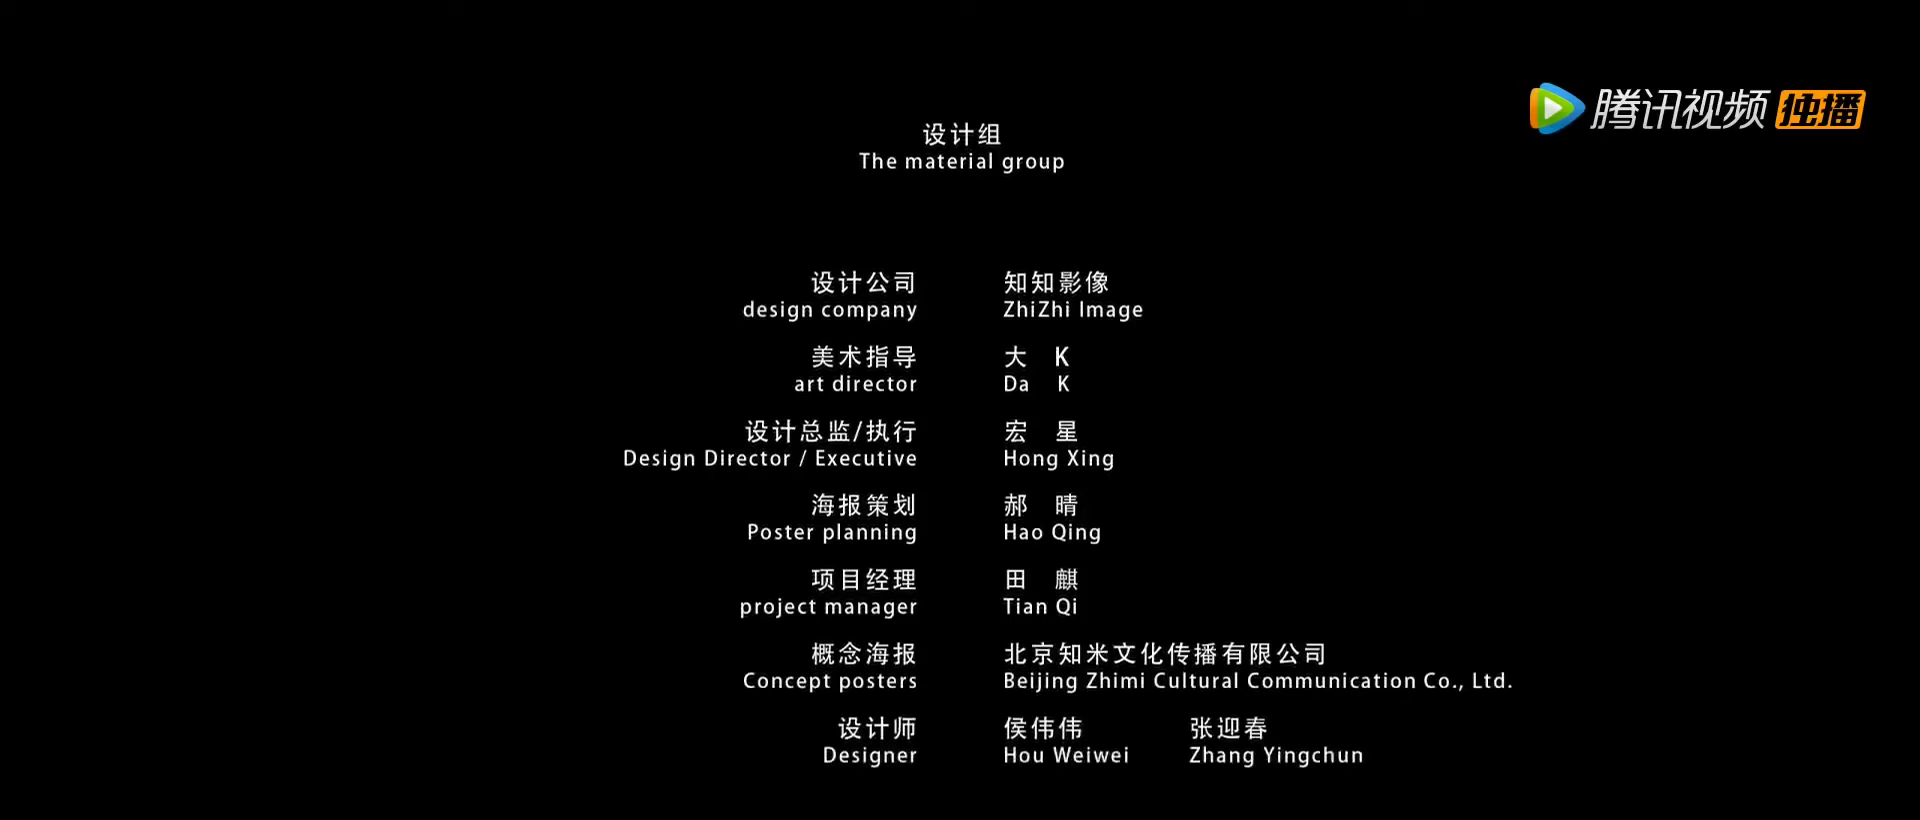 腾讯视频 独播
设计组
The material group
设计公司 知知影像
design company ZhiZhi Image
美术指导 大 K
art director Da K
设计总监/执行 宏 星
Design Director / Executive Hong Xing
海报策划 郝 晴
Poster planning Hao Qing
项目经理 田 麒
project manager Tian Qi
概念海报 北京知米文化传播有限公司
Concept posters Beijing Zhimi Cultural Communication Co., Ltd.
设计师 侯伟伟 张迎春
Designer Hou Weiwei Zhang Yingchun